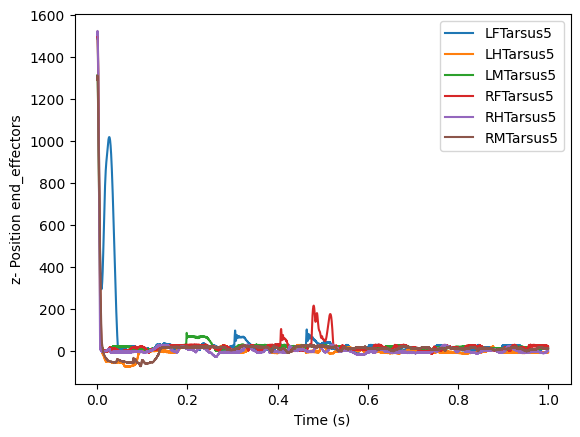 1600
1400
1200
1000
800
600
400
200
0
z- Position end_effectors
0.0 0.2 0.4 0.6 0.8 1.0
Time (s)
LFTarsus5
LHTarsus5
LMTarsus5
RFTarsus5
RHTarsus5
RMTarsus5